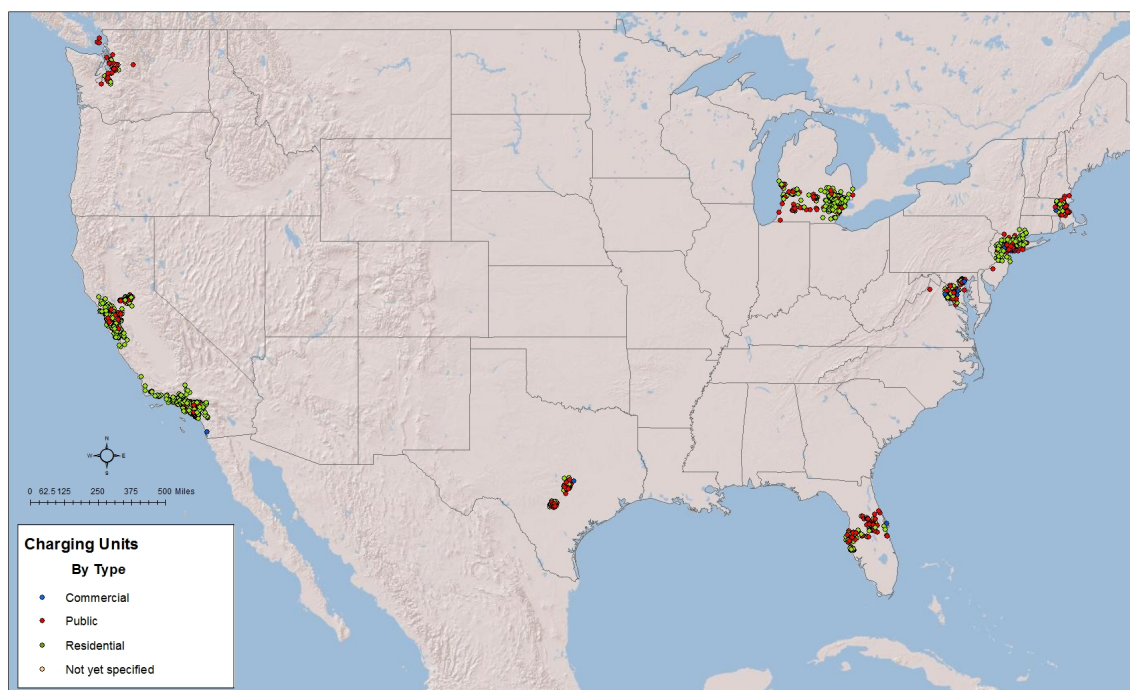 N
W
E
S
0 62.5 125 250 375 500 Miles
Charging Units
By Type
Commercial
Public
Residential
Not yet specified